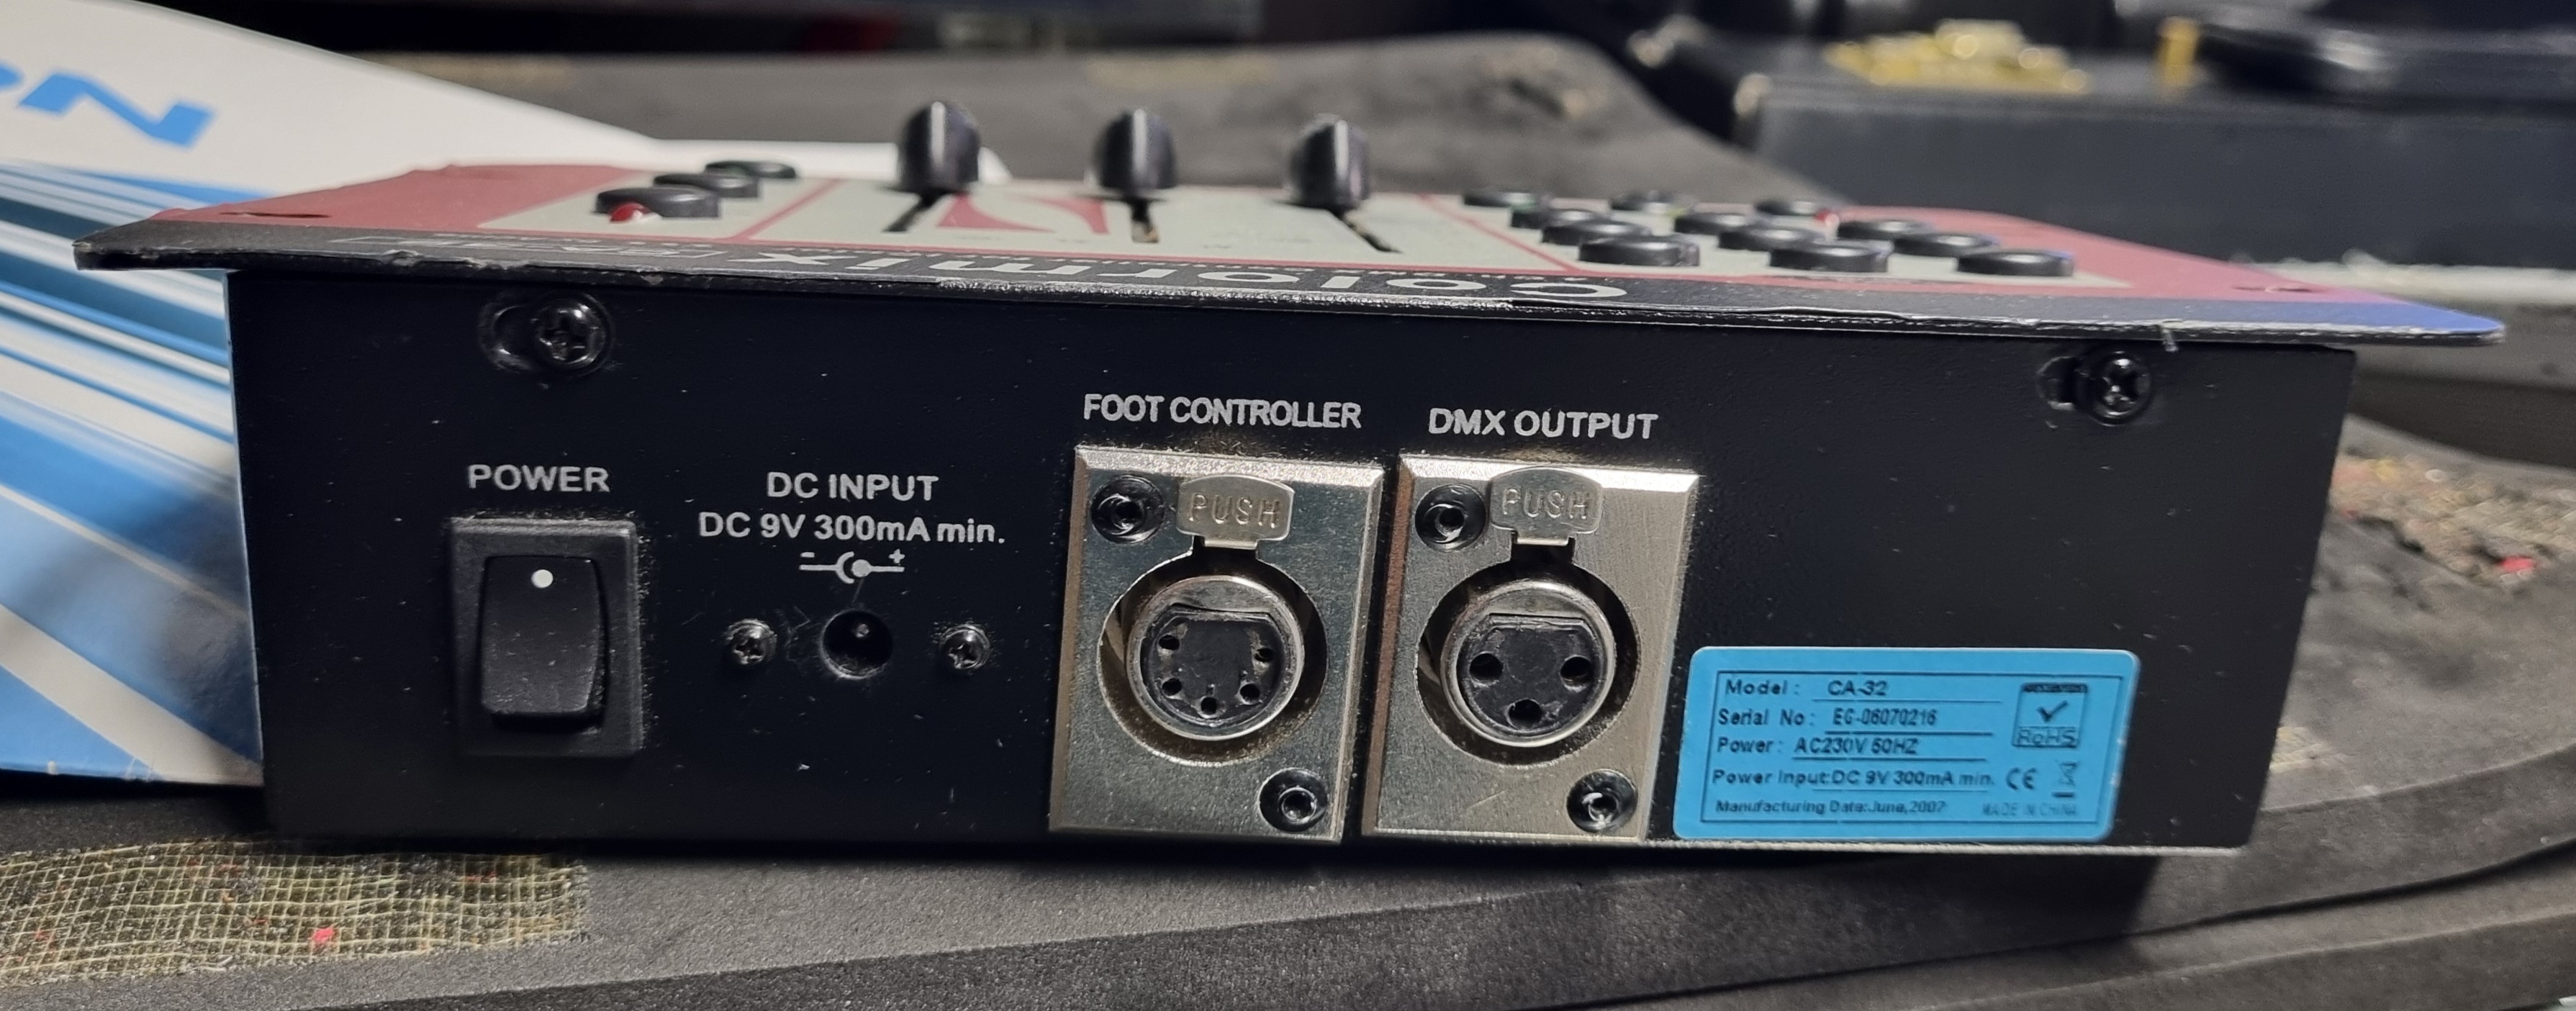 Colormix
POWER
DC INPUT
DC 9V 300mA min.
- +
FOOT CONTROLLER
DMX OUTPUT
PUSH
PUSH
Model: CA-32
Serial No: EC-06070216
Power: AC230V 50HZ
Power Input:DC 9V 300mA min.
Manufacturing Date:June,2007
RoHS
CE
MADE IN CHINA